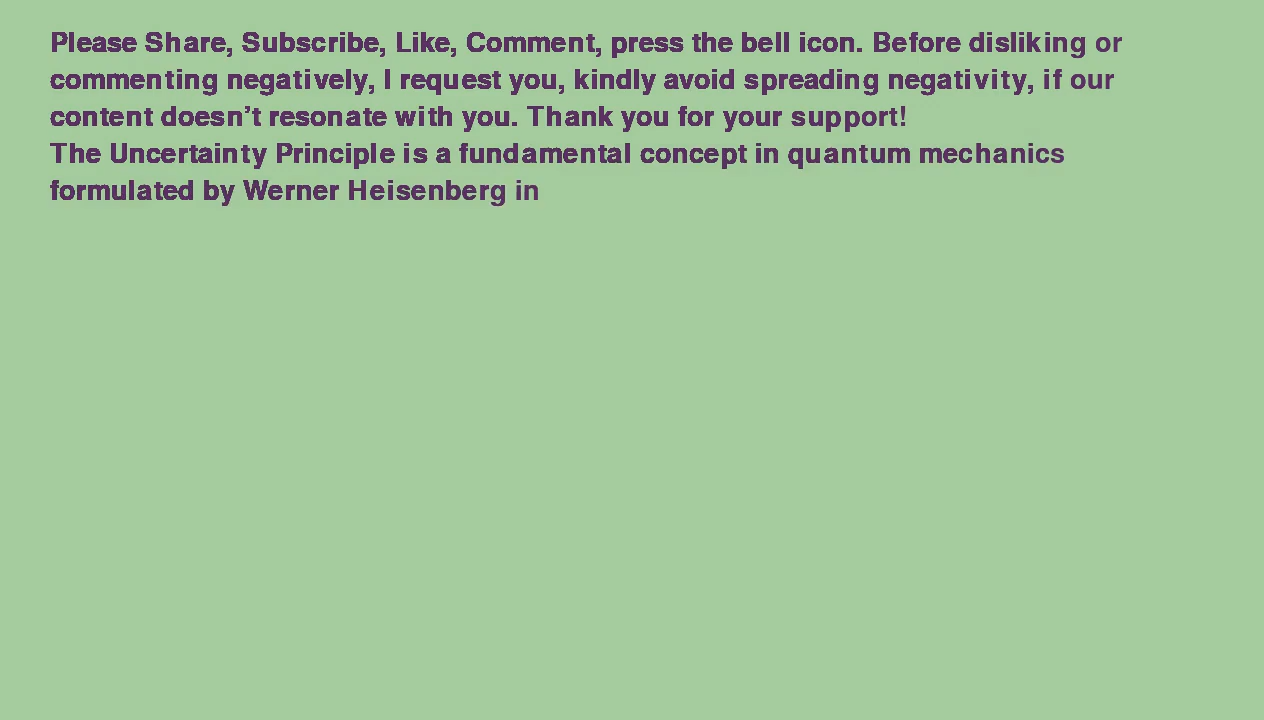 Please Share, Subscribe, Like, Comment, press the bell icon. Before disliking or
commenting negatively, I request you, kindly avoid spreading negativity, if our
content doesn’t resonate with you. Thank you for your support!
The Uncertainty Principle is a fundamental concept in quantum mechanics
formulated by Werner Heisenberg in